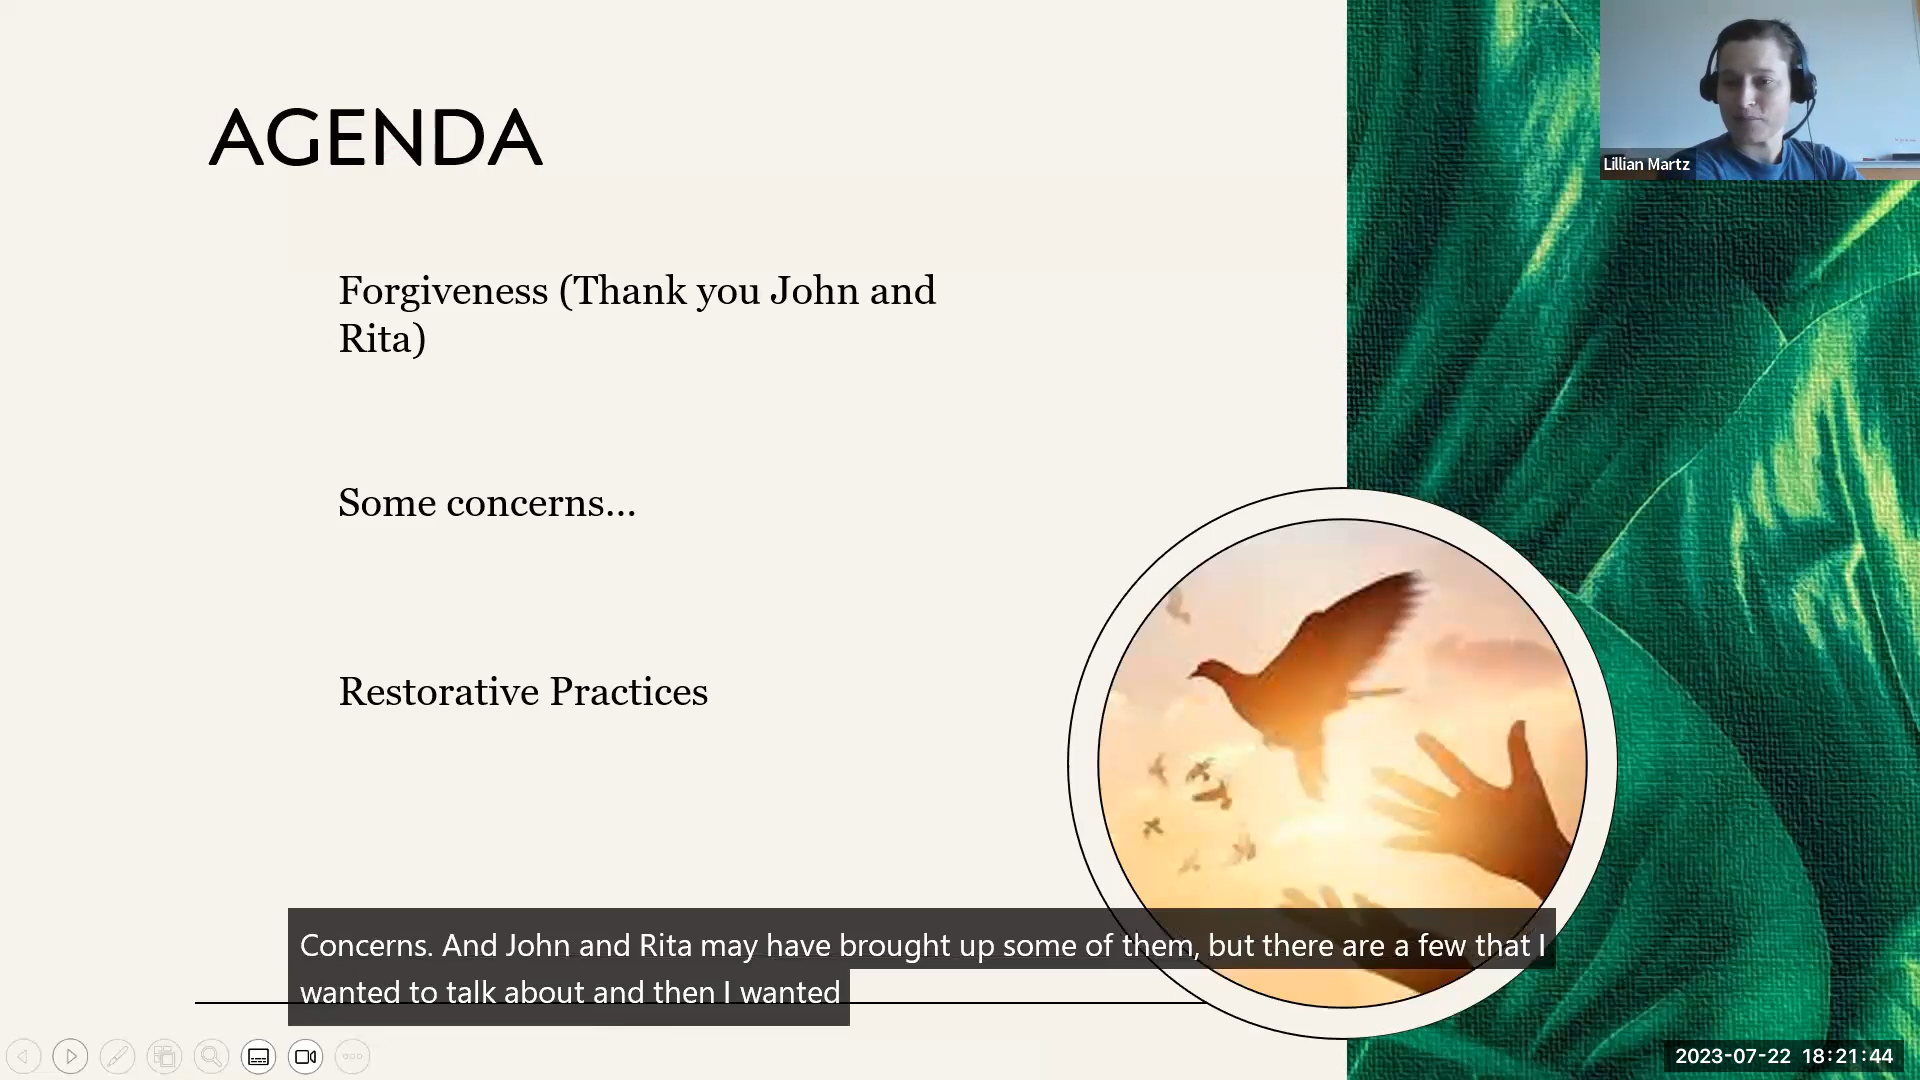 AGENDA
Forgiveness (Thank you John and
Rita)
Some concerns...
Restorative Practices
Lillian Martz
Concerns. And John and Rita may have brought up some of them, but there are a few that I
wanted to talk about and then I wanted
2023-07-22 18:21:44